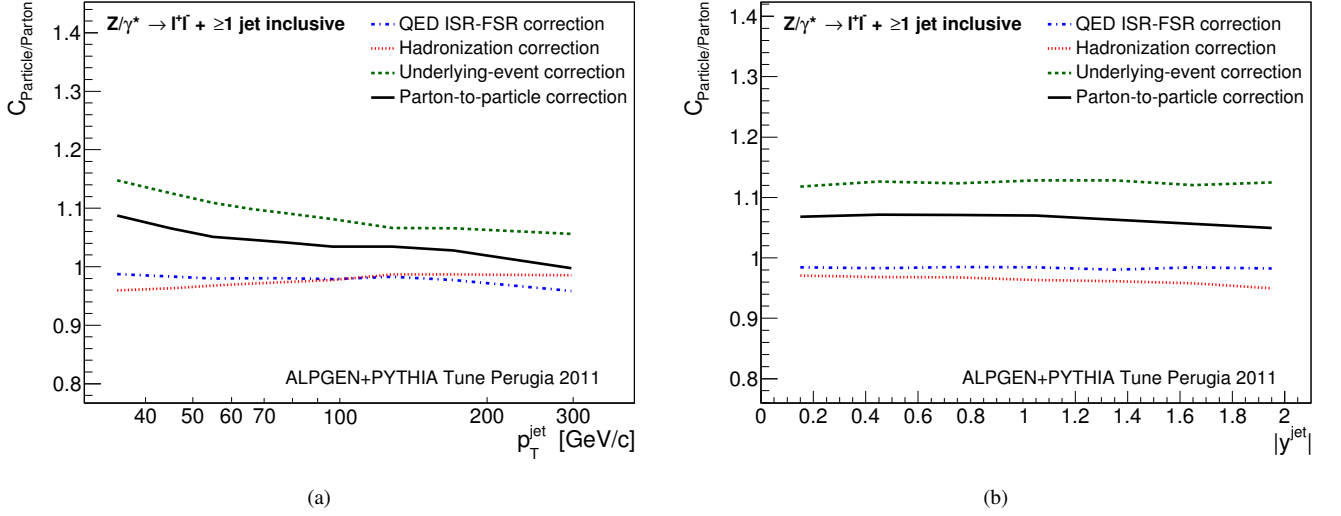 Z/γ* → l⁺l⁻ + ≥1 jet inclusive
QED ISR-FSR correction
Hadronization correction
Underlying-event correction
Parton-to-particle correction
C_Particle/Parton
1.4
1.3
1.2
1.1
1
0.9
0.8
ALPGEN+PYTHIA Tune Perugia 2011
40 50 60 70 100 200 300
p_T^jet [GeV/c]
(a)
Z/γ* → l⁺l⁻ + ≥1 jet inclusive
QED ISR-FSR correction
Hadronization correction
Underlying-event correction
Parton-to-particle correction
C_Particle/Parton
1.4
1.3
1.2
1.1
1
0.9
0.8
ALPGEN+PYTHIA Tune Perugia 2011
0 0.2 0.4 0.6 0.8 1 1.2 1.4 1.6 1.8 2
|y^jet|
(b)